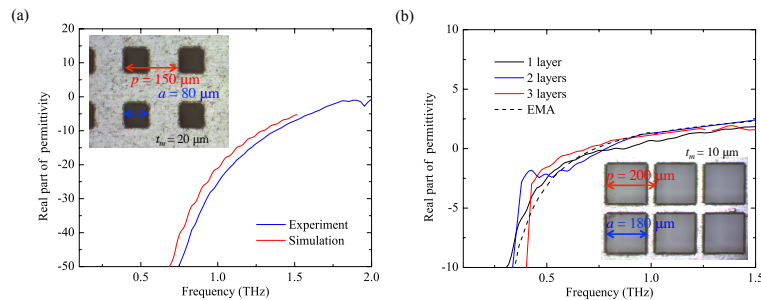 (a)
Real part of permittivity
20
10
0
-10
-20
-30
-40
-50
0.5
1.0
1.5
2.0
Frequency (THz)
p = 150 μm
a = 80 μm
t_m = 20 μm
Experiment
Simulation
(b)
Real part of permittivity
10
5
0
-5
-10
0.5
1.0
1.5
Frequency (THz)
1 layer
2 layers
3 layers
EMA
t_m = 10 μm
p = 200 μm
a = 180 μm